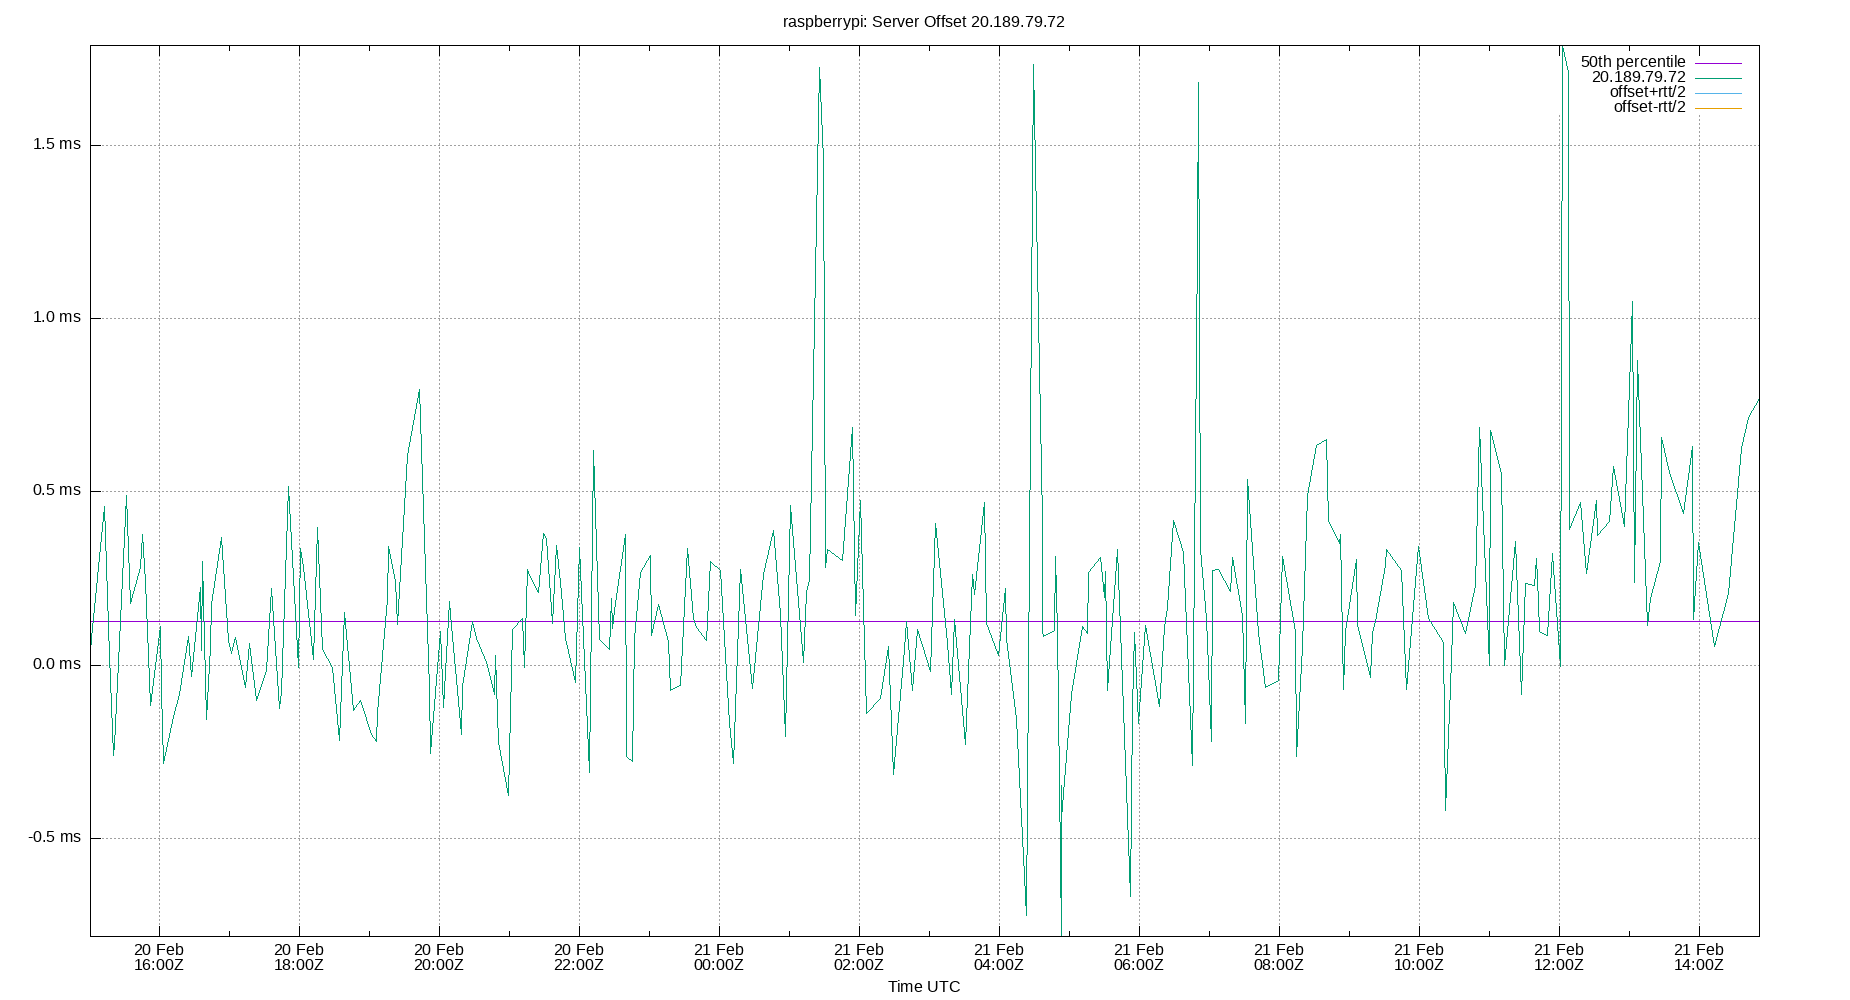 raspberrypi: Server Offset 20.189.79.72
50th percentile
20.189.79.72
offset+rtt/2
offset-rtt/2
1.5 ms
1.0 ms
0.5 ms
0.0 ms
-0.5 ms
20 Feb 20 Feb 20 Feb 20 Feb 21 Feb 21 Feb 21 Feb 21 Feb 21 Feb 21 Feb 21 Feb 21 Feb
16:00Z 18:00Z 20:00Z 22:00Z 00:00Z 02:00Z 04:00Z 06:00Z 08:00Z 10:00Z 12:00Z 14:00Z
Time UTC